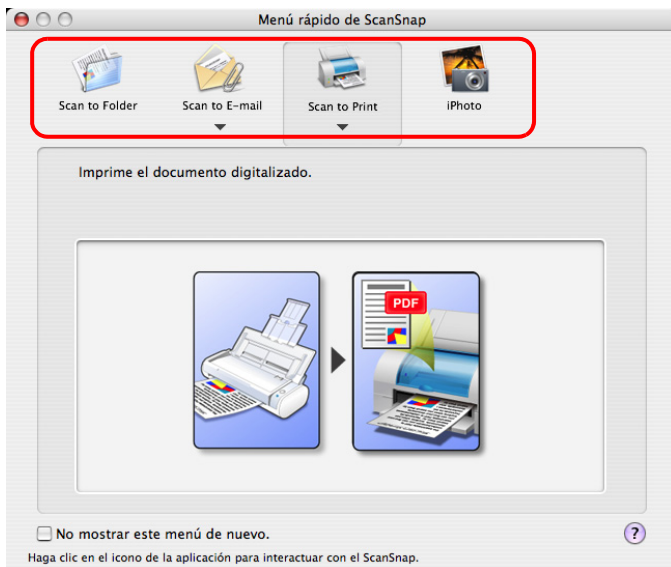 Menú rápido de ScanSnap
Scan to Folder
Scan to E-mail
Scan to Print
iPhoto
Imprime el documento digitalizado.
PDF
No mostrar este menú de nuevo.
?
Haga clic en el icono de la aplicación para interactuar con el ScanSnap.